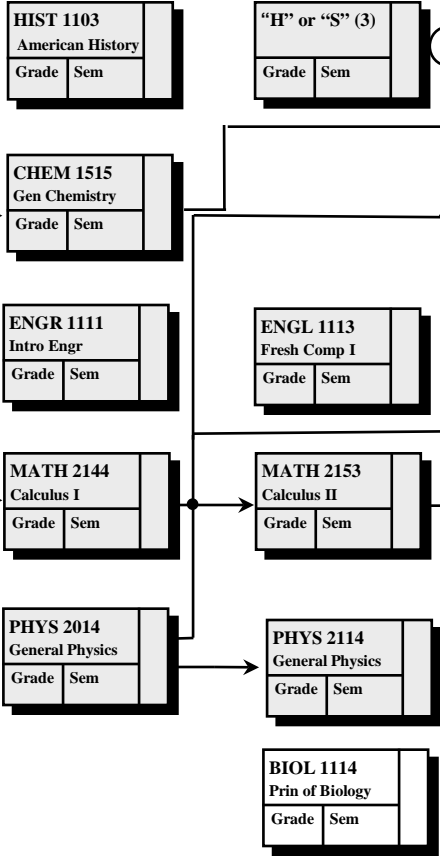 HIST 1103
American History
Grade Sem
"H" or "S" (3)
Grade Sem
CHEM 1515
Gen Chemistry
Grade Sem
ENGR 1111
Intro Engr
Grade Sem
ENGL 1113
Fresh Comp I
Grade Sem
MATH 2144
Calculus I
Grade Sem
MATH 2153
Calculus II
Grade Sem
PHYS 2014
General Physics
Grade Sem
PHYS 2114
General Physics
Grade Sem
BIOL 1114
Prin of Biology
Grade Sem